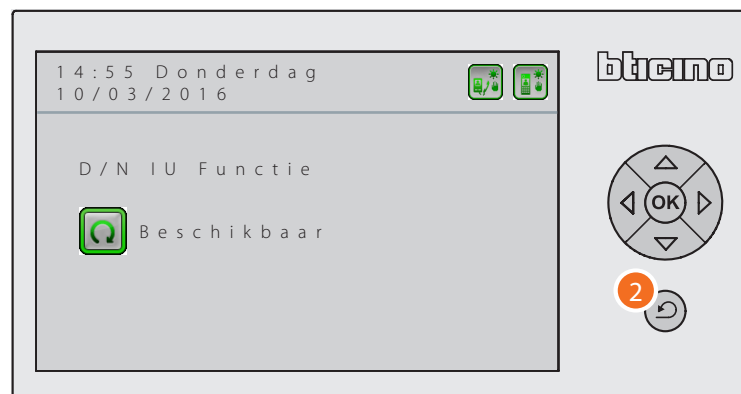 14:55 Donderdag
10/03/2016
bticino
D/N IU Functie
Beschikbaar
OK
2